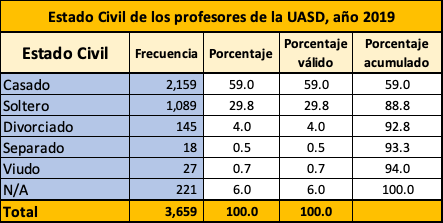 Estado Civil de los profesores de la UASD, año 2019
Estado Civil Frecuencia Porcentaje Porcentaje válido Porcentaje acumulado
Casado 2,159 59.0 59.0 59.0
Soltero 1,089 29.8 29.8 88.8
Divorciado 145 4.0 4.0 92.8
Separado 18 0.5 0.5 93.3
Viudo 27 0.7 0.7 94.0
N/A 221 6.0 6.0 100.0
Total 3,659 100.0 100.0